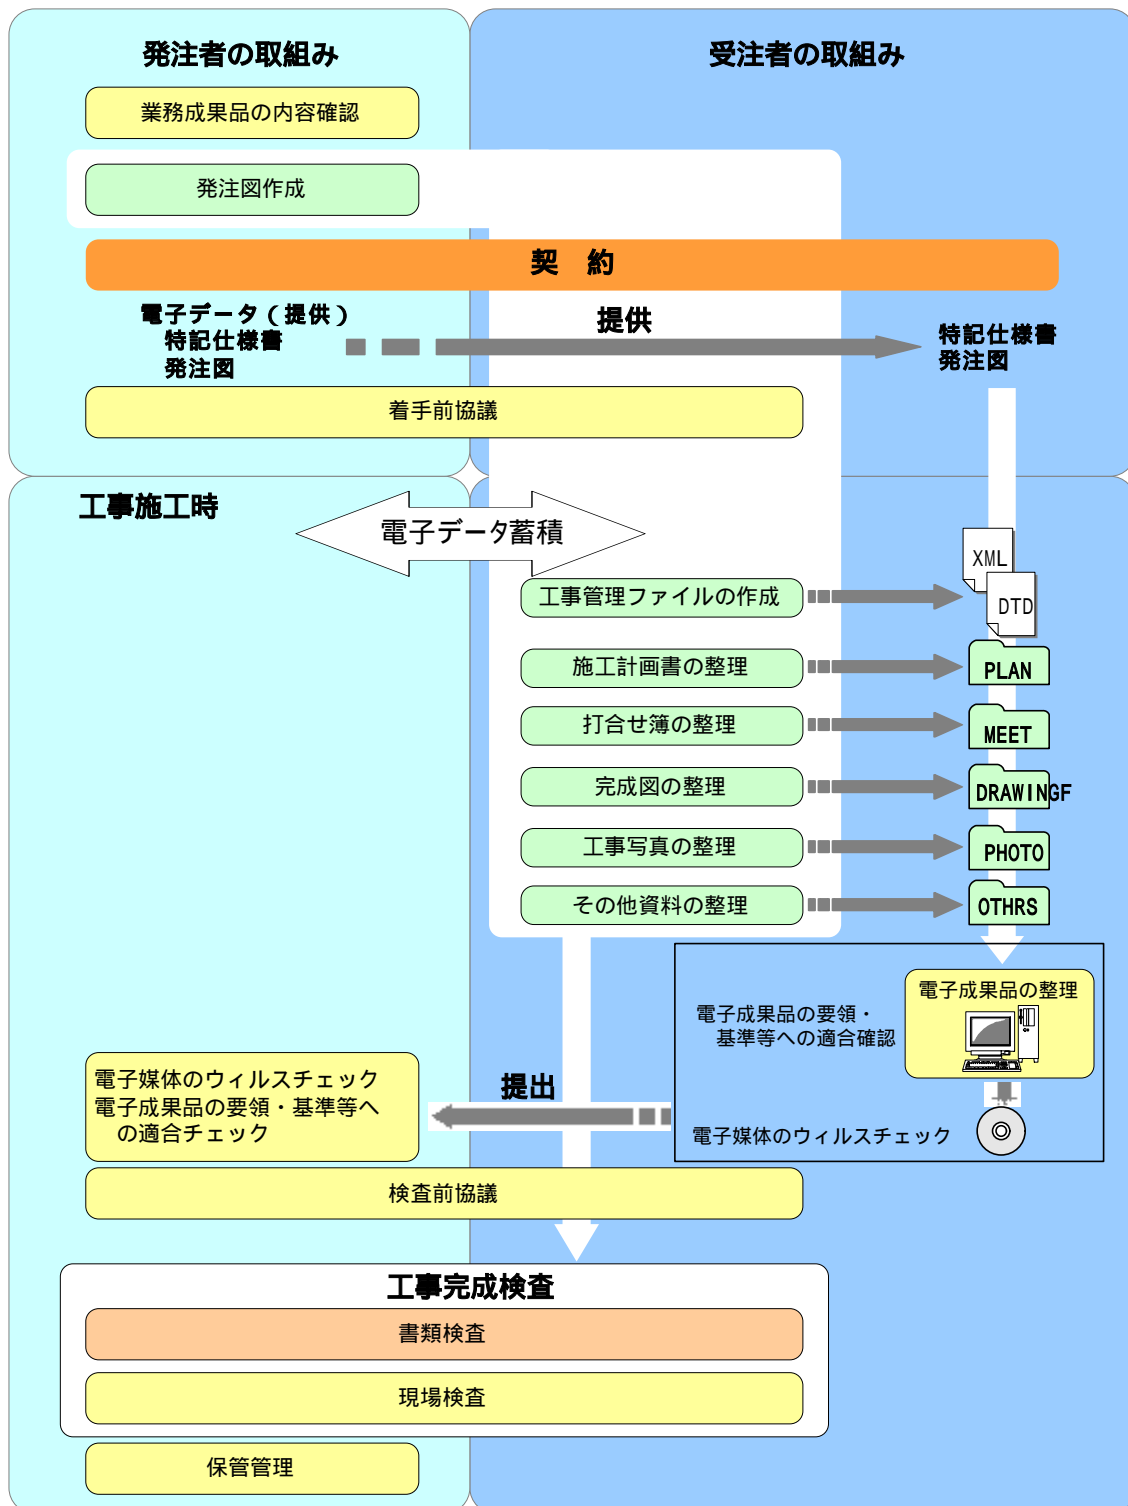 発注者の取組み
受注者の取組み
業務成果品の内容確認
発注図作成
契　約
電子データ（提供）
特記仕様書
発注図
提供
特記仕様書
発注図
着手前協議
工事施工時
電子データ蓄積
工事管理ファイルの作成
XML
DTD
施工計画書の整理
PLAN
打合せ簿の整理
MEET
完成図の整理
DRAWINGF
工事写真の整理
PHOTO
その他資料の整理
OTHRS
電子成果品の整理
電子成果品の要領・
基準等への適合確認
電子媒体のウィルスチェック
提出
電子媒体のウィルスチェック
電子成果品の要領・基準等へ
の適合チェック
検査前協議
工事完成検査
書類検査
現場検査
保管管理